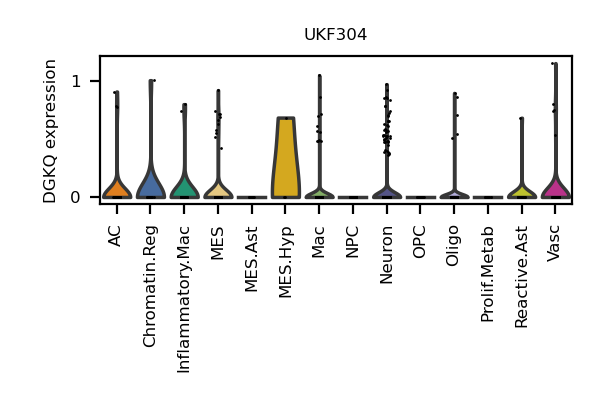 UKF304
DGKQ expression
1
0
AC
Chromatin.Reg
Inflammatory.Mac
MES
MES.Ast
MES.Hyp
Mac
NPC
Neuron
OPC
Oligo
Prolif.Metab
Reactive.Ast
Vasc